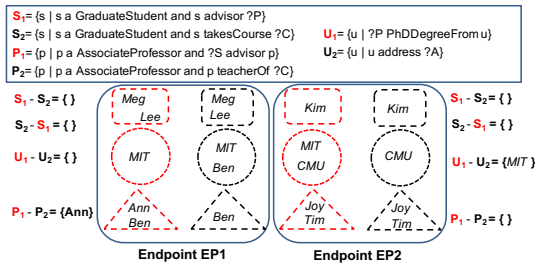 S₁= {s | s a GraduateStudent and s advisor ?P}
S₂= {s | s a GraduateStudent and s takesCourse ?C}
P₁= {p | p a AssociateProfessor and ?S advisor p}
P₂= {p | p a AssociateProfessor and p teacherOf ?C}
U₁= {u | ?P PhDDegreeFrom u}
U₂= {u | u address ?A}
S₁ - S₂= { }
S₂- S₁= { }
U₁ - U₂= { }
P₁ - P₂= {Ann}
Meg
Lee
Meg
Lee
MIT
MIT
Ben
Ann
Ben
Ben
Endpoint EP1
Kim
Kim
MIT
CMU
CMU
Joy
Tim
Joy
Tim
Endpoint EP2
S₁ - S₂= { }
S₂- S₁= { }
U₁ - U₂= {MIT }
P₁ - P₂= { }